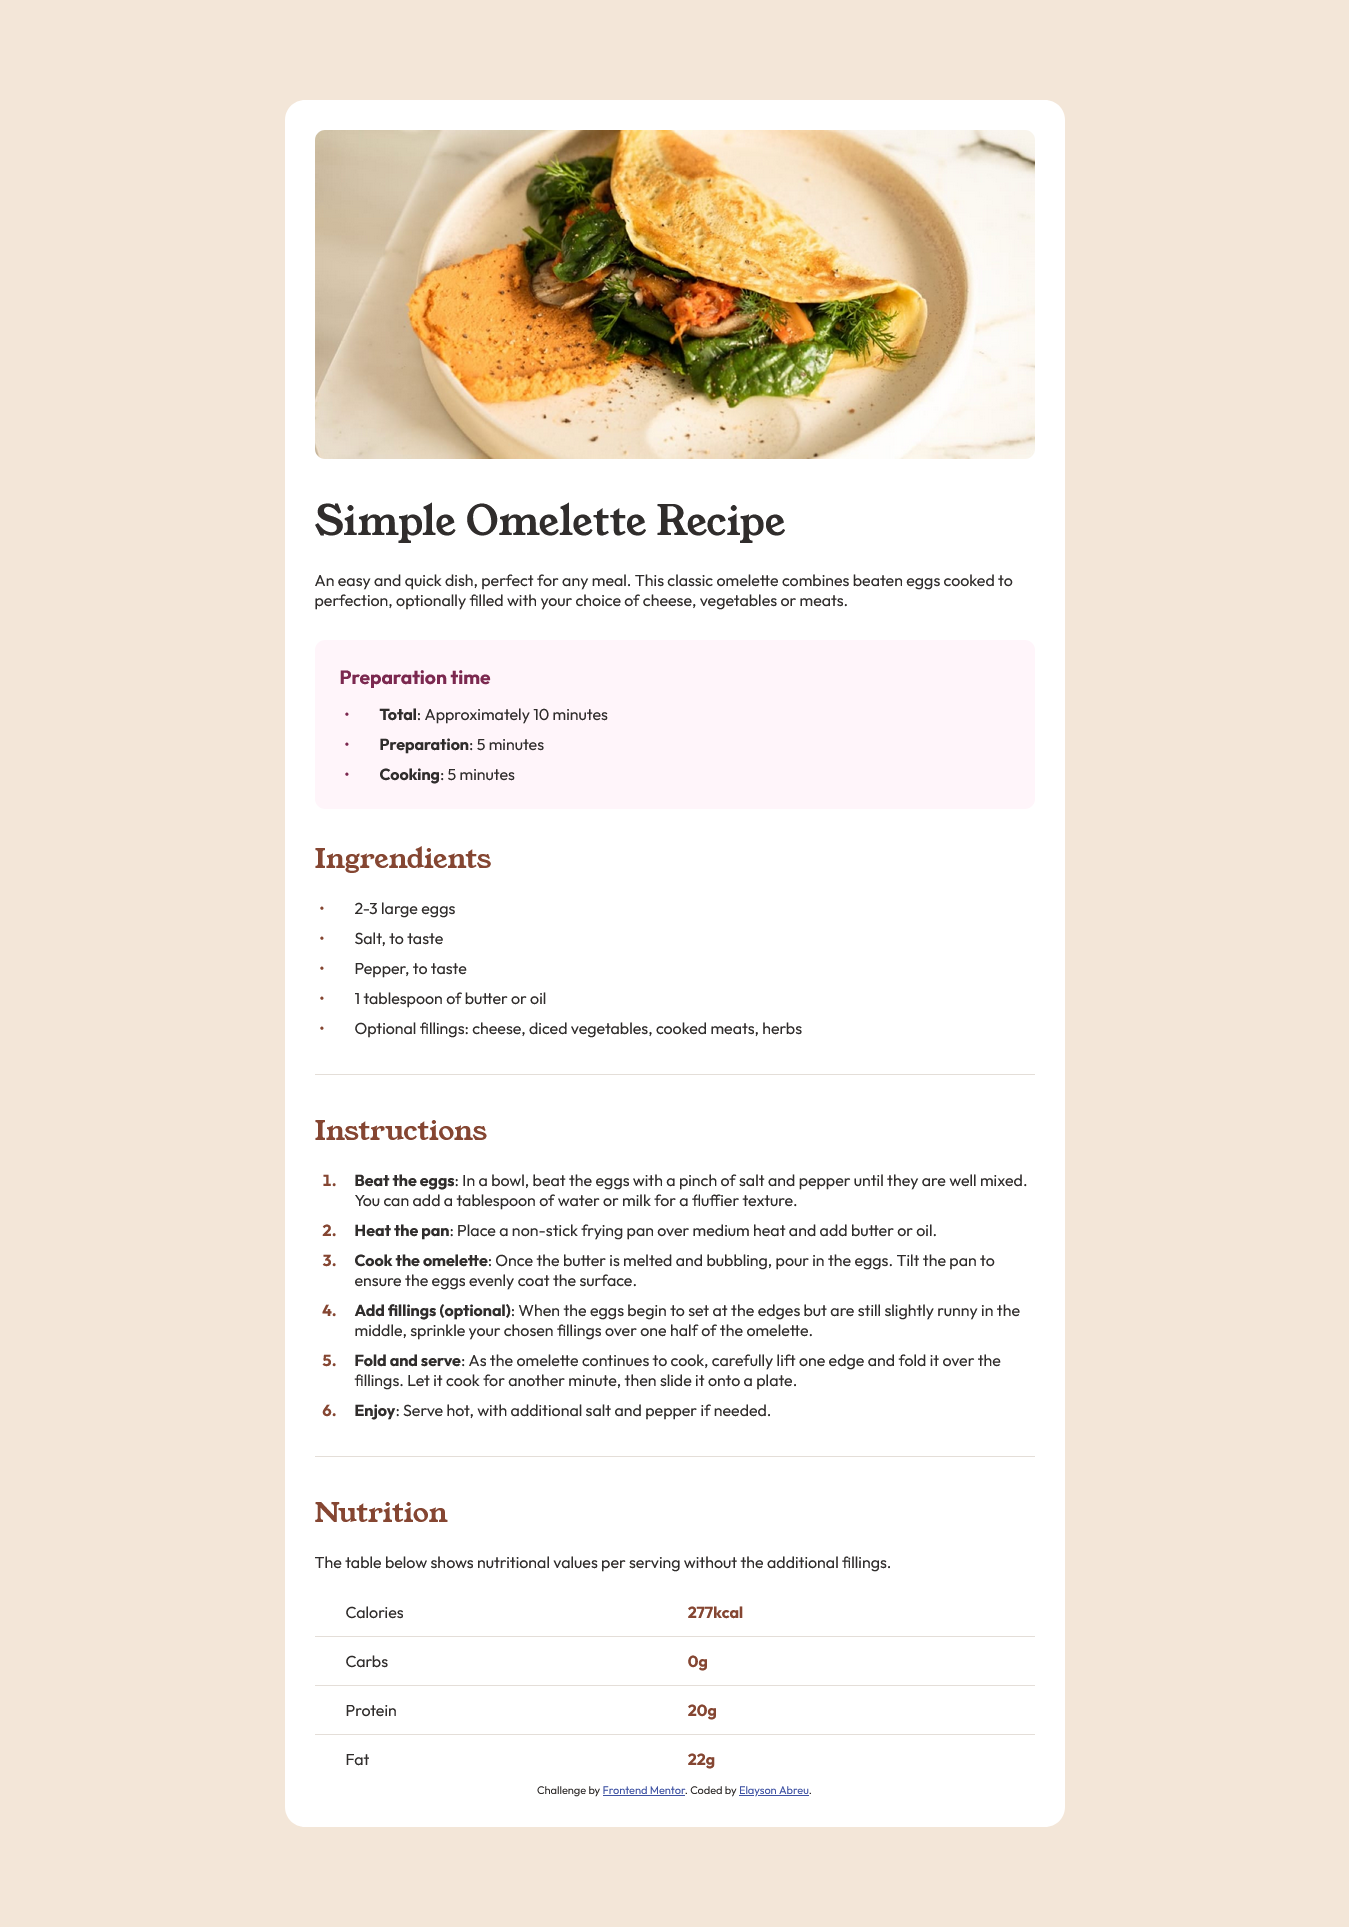 Simple Omelette Recipe
An easy and quick dish, perfect for any meal. This classic omelette combines beaten eggs cooked to
perfection, optionally filled with your choice of cheese, vegetables or meats.
Preparation time
• Total: Approximately 10 minutes
• Preparation: 5 minutes
• Cooking: 5 minutes
Ingrendients
• 2-3 large eggs
• Salt, to taste
• Pepper, to taste
• 1 tablespoon of butter or oil
• Optional fillings: cheese, diced vegetables, cooked meats, herbs
Instructions
1. Beat the eggs: In a bowl, beat the eggs with a pinch of salt and pepper until they are well mixed.
You can add a tablespoon of water or milk for a fluffier texture.
2. Heat the pan: Place a non-stick frying pan over medium heat and add butter or oil.
3. Cook the omelette: Once the butter is melted and bubbling, pour in the eggs. Tilt the pan to
ensure the eggs evenly coat the surface.
4. Add fillings (optional): When the eggs begin to set at the edges but are still slightly runny in the
middle, sprinkle your chosen fillings over one half of the omelette.
5. Fold and serve: As the omelette continues to cook, carefully lift one edge and fold it over the
fillings. Let it cook for another minute, then slide it onto a plate.
6. Enjoy: Serve hot, with additional salt and pepper if needed.
Nutrition
The table below shows nutritional values per serving without the additional fillings.
Calories 277kcal
Carbs 0g
Protein 20g
Fat 22g
Challenge by Frontend Mentor. Coded by Elayson Abreu.